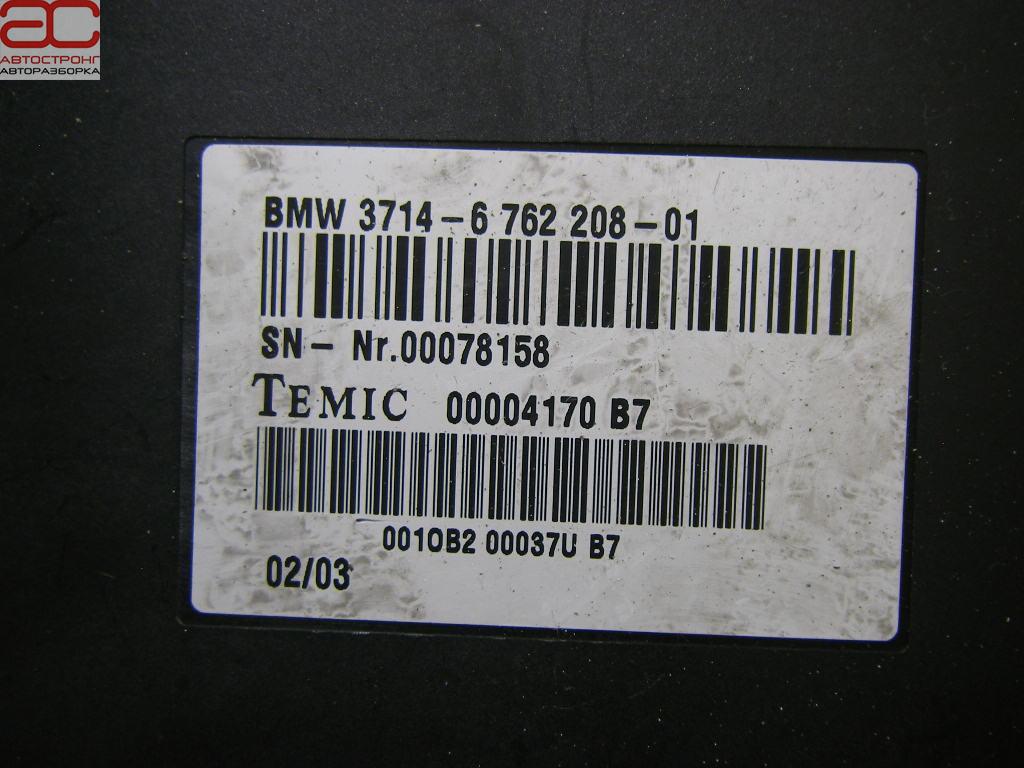 АС
АВТОСТРОНГ
АВТОРАЗБОРКА
BMW 3714-6 762 208-01
SN- Nr.00078158
TEMIC 00004170 B7
0010B2 00037U B7
02/03